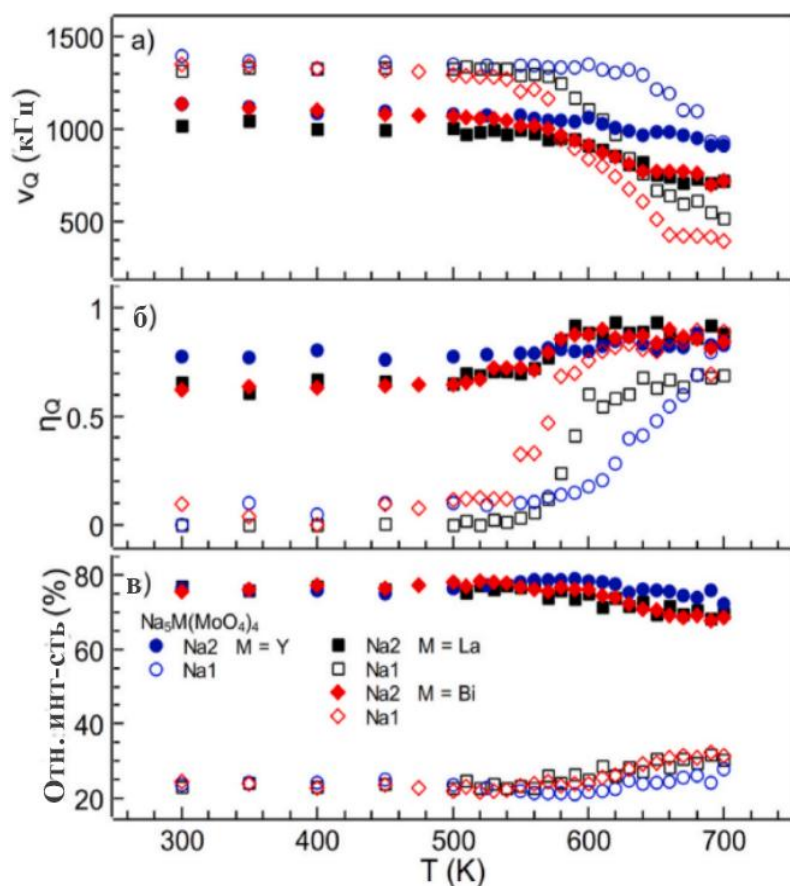 1500
а)
1000
500
ν_Q (кГц)
1
б)
0.5
0
η_Q
80
в)
60
40
20
Отн. инт-сть (%)
Na₅M(MoO₄)₄
Na2 M = Y
Na1
Na2 M = La
Na1
Na2 M = Bi
Na1
300 400 500 600 700
T (K)